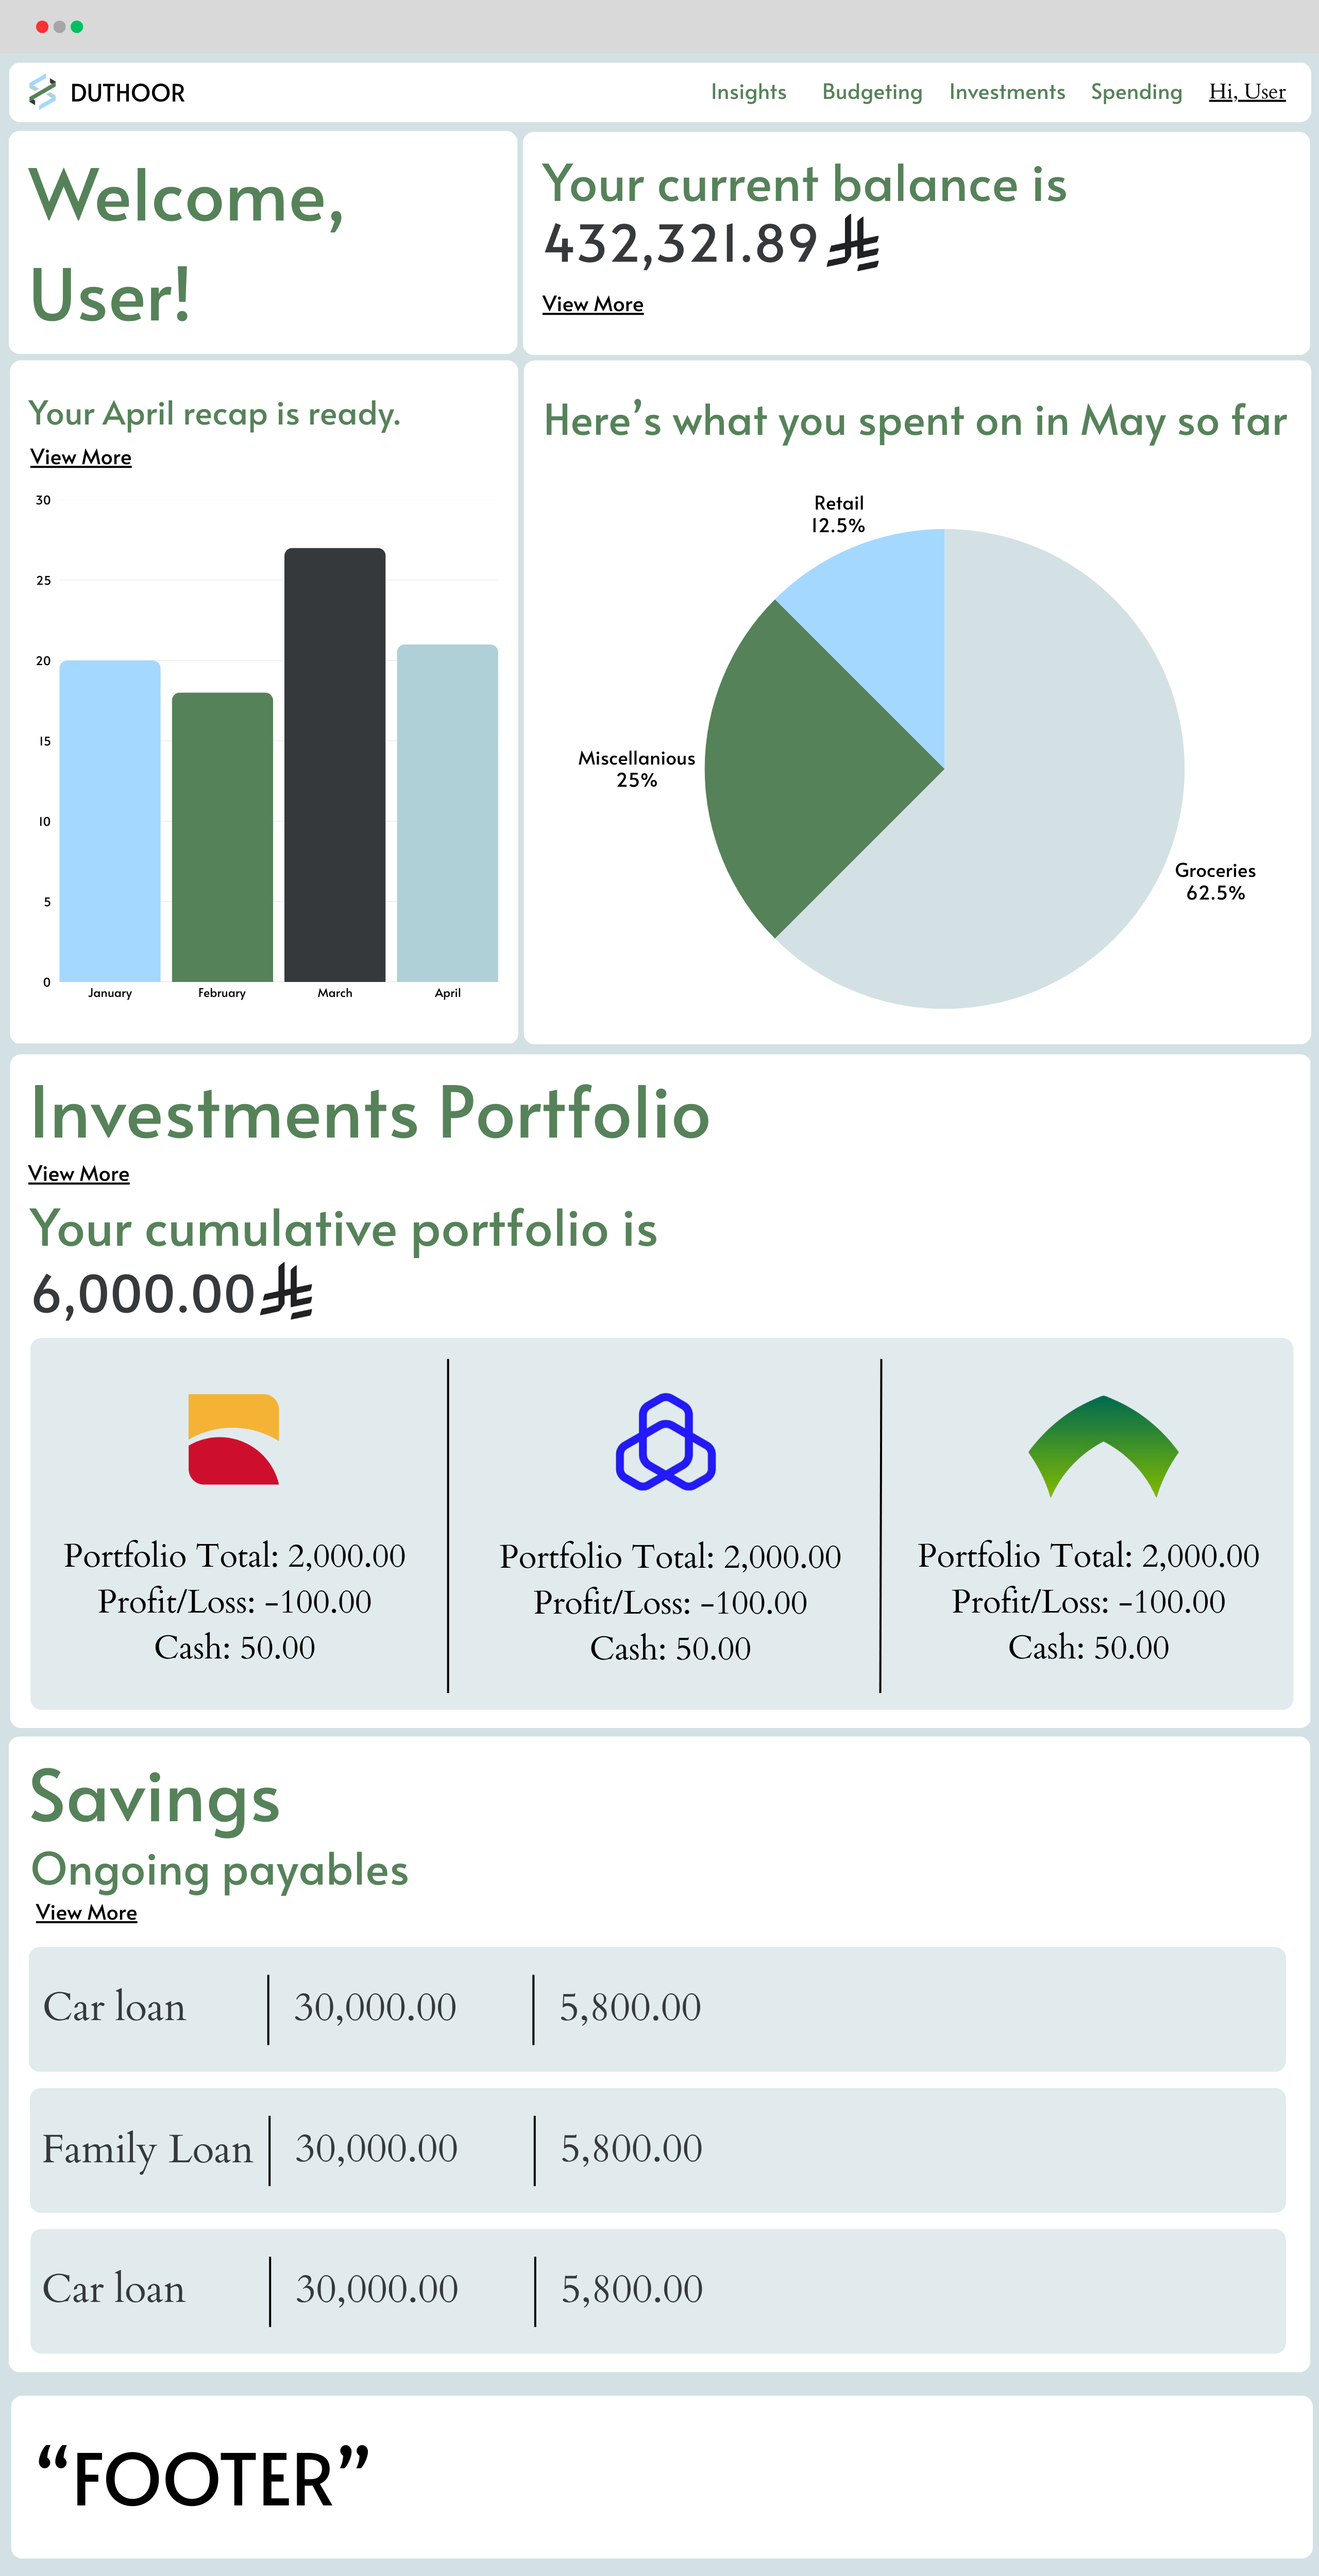 DUTHOOR
Insights Budgeting Investments Spending Hi, User
Welcome,
User!
Your current balance is
432,321.89
View More
Your April recap is ready.
View More
30
25
20
15
10
5
0
January February March April
Here’s what you spent on in May so far
Retail
12.5%
Miscellanious
25%
Groceries
62.5%
Investments Portfolio
View More
Your cumulative portfolio is
6,000.00
Portfolio Total: 2,000.00
Profit/Loss: -100.00
Cash: 50.00
Portfolio Total: 2,000.00
Profit/Loss: -100.00
Cash: 50.00
Portfolio Total: 2,000.00
Profit/Loss: -100.00
Cash: 50.00
Savings
Ongoing payables
View More
Car loan 30,000.00 5,800.00
Family Loan 30,000.00 5,800.00
Car loan 30,000.00 5,800.00
“FOOTER”